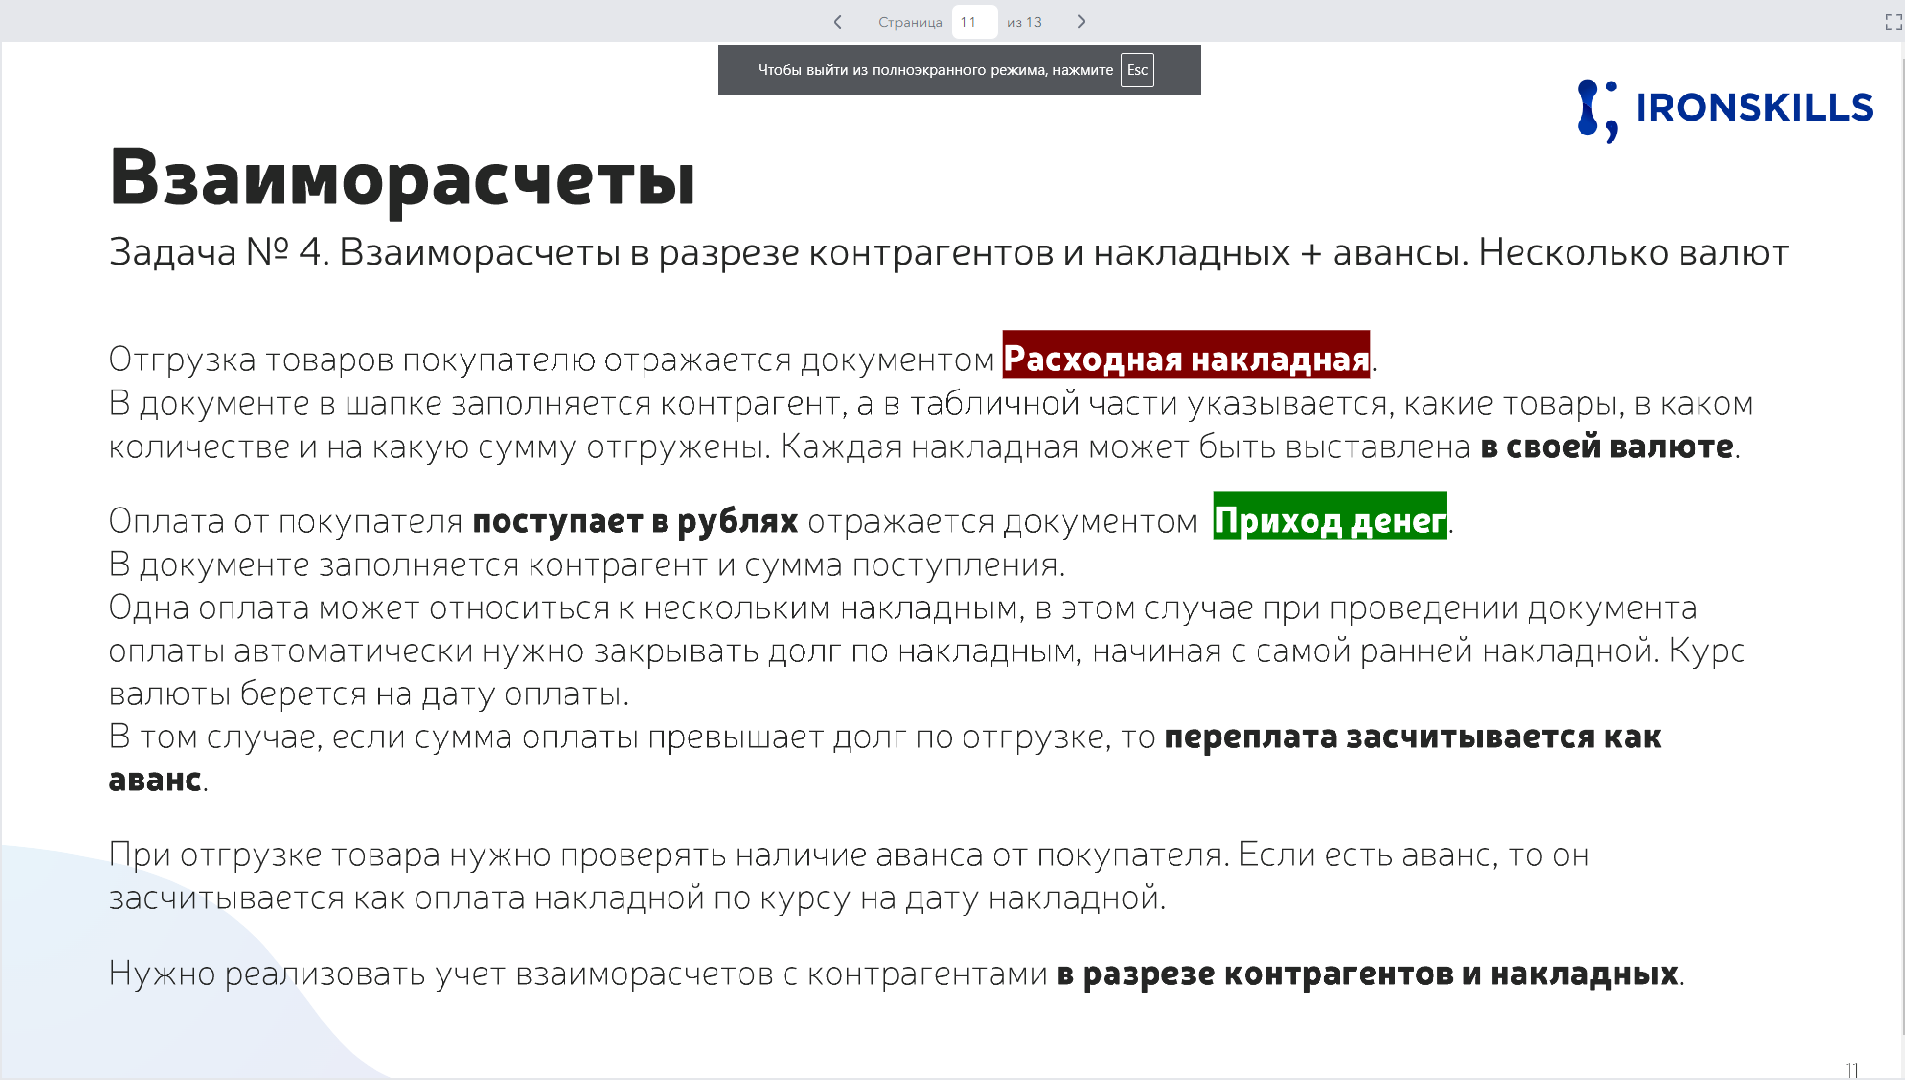 Страница 11 из 13
Чтобы выйти из полноэкранного режима, нажмите Esc
IRONSKILLS
Взаиморасчеты
Задача № 4. Взаиморасчеты в разрезе контрагентов и накладных + авансы. Несколько валют
Отгрузка товаров покупателю отражается документом Расходная накладная.
В документе в шапке заполняется контрагент, а в табличной части указывается, какие товары, в каком
количестве и на какую сумму отгружены. Каждая накладная может быть выставлена в своей валюте.
Оплата от покупателя поступает в рублях отражается документом Приход денег.
В документе заполняется контрагент и сумма поступления.
Одна оплата может относиться к нескольким накладным, в этом случае при проведении документа
оплаты автоматически нужно закрывать долг по накладным, начиная с самой ранней накладной. Курс
валюты берется на дату оплаты.
В том случае, если сумма оплаты превышает долг по отгрузке, то переплата засчитывается как
аванс.
При отгрузке товара нужно проверять наличие аванса от покупателя. Если есть аванс, то он
засчитывается как оплата накладной по курсу на дату накладной.
Нужно реализовать учет взаиморасчетов с контрагентами в разрезе контрагентов и накладных.
11